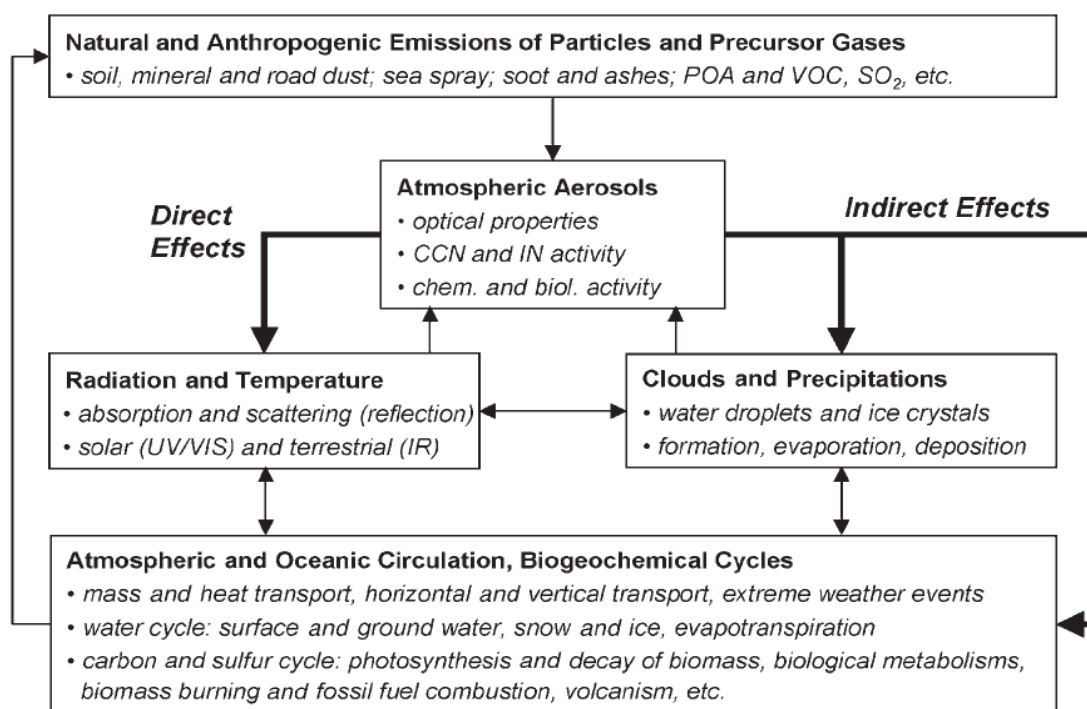 Natural and Anthropogenic Emissions of Particles and Precursor Gases
• soil, mineral and road dust; sea spray; soot and ashes; POA and VOC, SO₂, etc.
Atmospheric Aerosols
• optical properties
• CCN and IN activity
• chem. and biol. activity
Direct
Effects
Indirect Effects
Radiation and Temperature
• absorption and scattering (reflection)
• solar (UV/VIS) and terrestrial (IR)
Clouds and Precipitations
• water droplets and ice crystals
• formation, evaporation, deposition
Atmospheric and Oceanic Circulation, Biogeochemical Cycles
• mass and heat transport, horizontal and vertical transport, extreme weather events
• water cycle: surface and ground water, snow and ice, evapotranspiration
• carbon and sulfur cycle: photosynthesis and decay of biomass, biological metabolisms,
biomass burning and fossil fuel combustion, volcanism, etc.